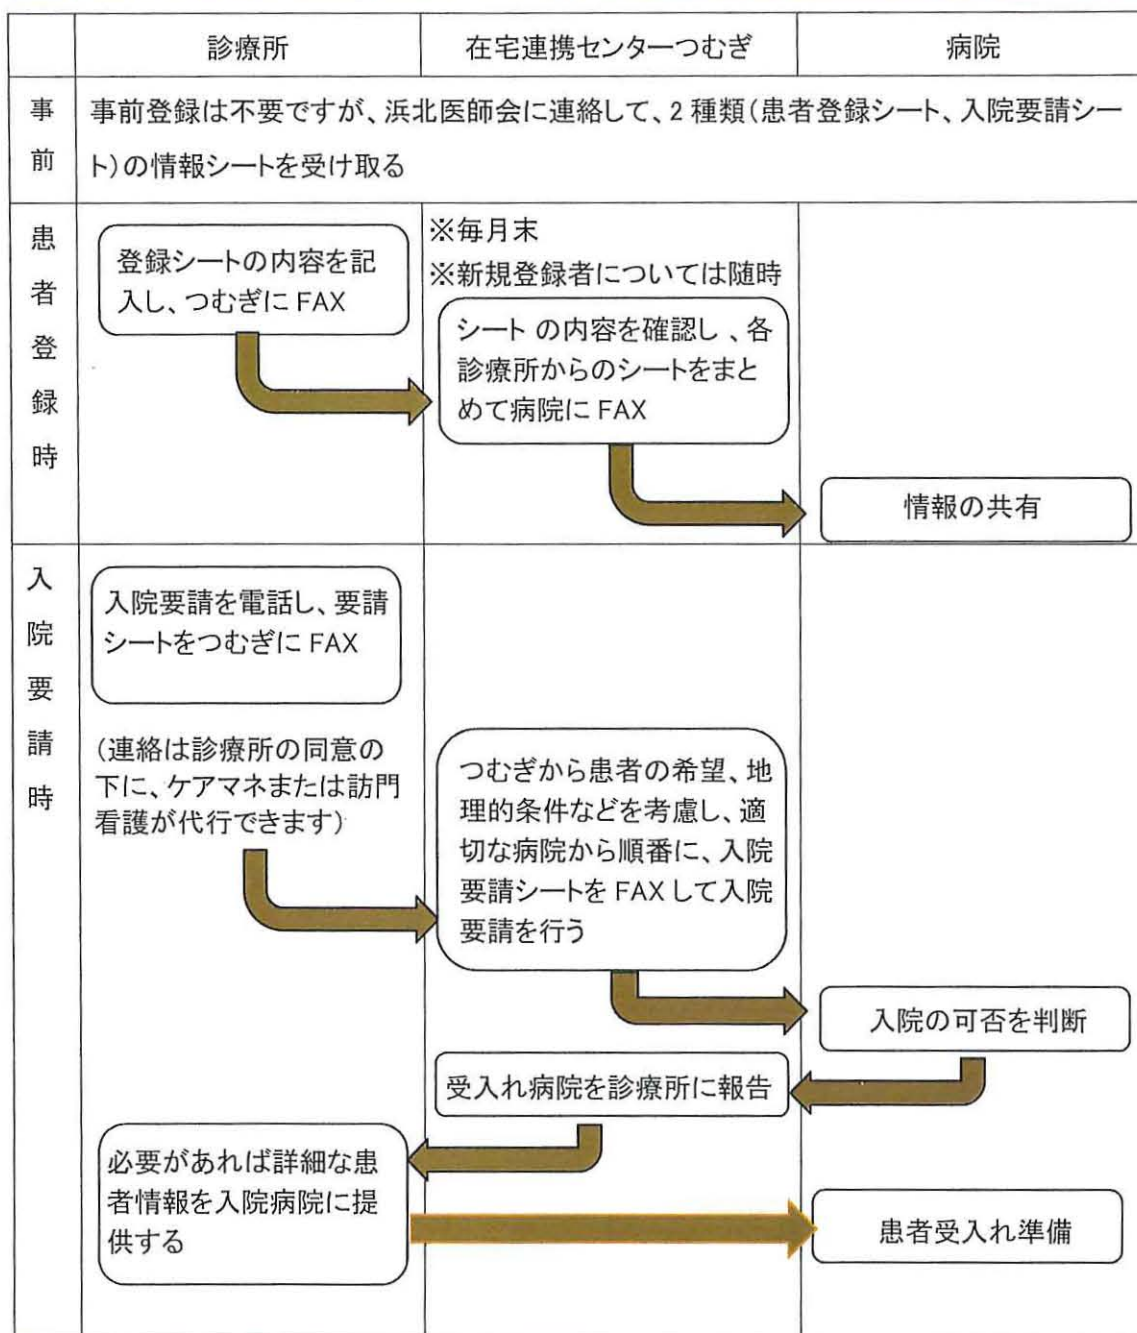 診療所
在宅連携センターつむぎ
病院
事前
事前登録は不要ですが、浜北医師会に連絡して、2種類(患者登録シート、入院要請シー
ト)の情報シートを受け取る
患者登録時
登録シートの内容を記
入し、つむぎに FAX
※毎月末
※新規登録者については随時
シート の内容を確認し 、各
診療所からのシートをまと
めて病院に FAX
情報の共有
入院要請時
入院要請を電話し、要請
シートをつむぎに FAX
(連絡は診療所の同意の
下に、ケアマネまたは訪問
看護が代行できます)
つむぎから患者の希望、地
理的条件などを考慮し、適
切な病院から順番に、入院
要請シートを FAX して入院
要請を行う
入院の可否を判断
受入れ病院を診療所に報告
必要があれば詳細な患
者情報を入院病院に提
供する
患者受入れ準備